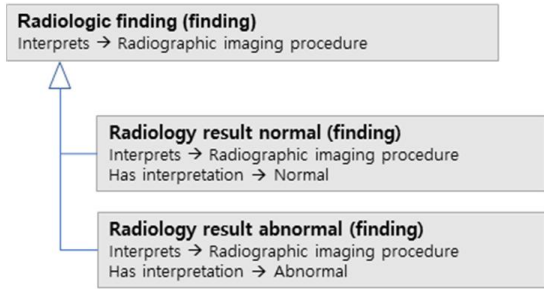 Radiologic finding (finding)
Interprets → Radiographic imaging procedure
Radiology result normal (finding)
Interprets → Radiographic imaging procedure
Has interpretation → Normal
Radiology result abnormal (finding)
Interprets → Radiographic imaging procedure
Has interpretation → Abnormal